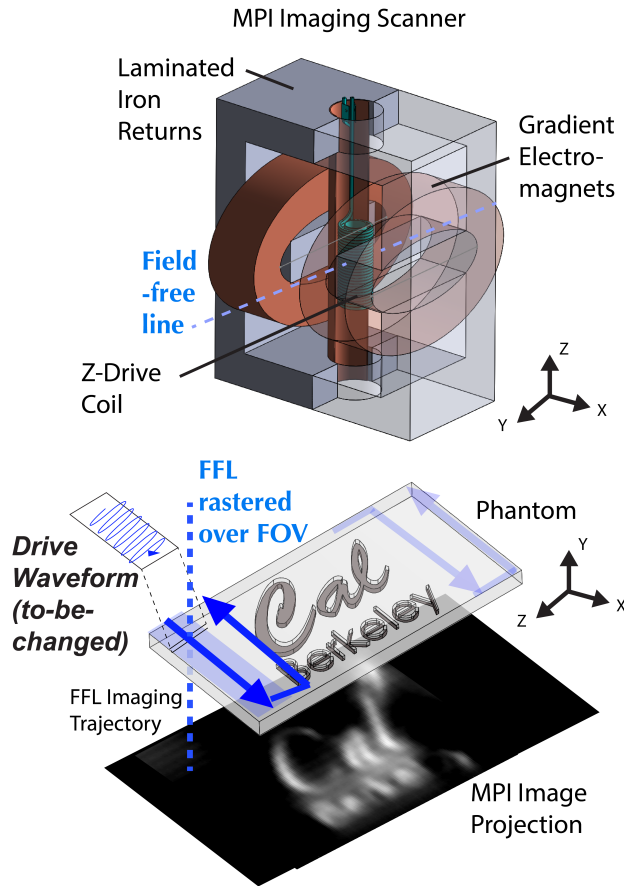 MPI Imaging Scanner
Laminated
Iron
Returns
Gradient
Electro-
magnets
Field
-free
line
Z-Drive
Coil
Z
X
Y
FFL
rastered
over FOV
Phantom
Drive
Waveform
(to-be-
changed)
Y
X
Z
Cal
Berkeley
FFL Imaging
Trajectory
MPI Image
Projection